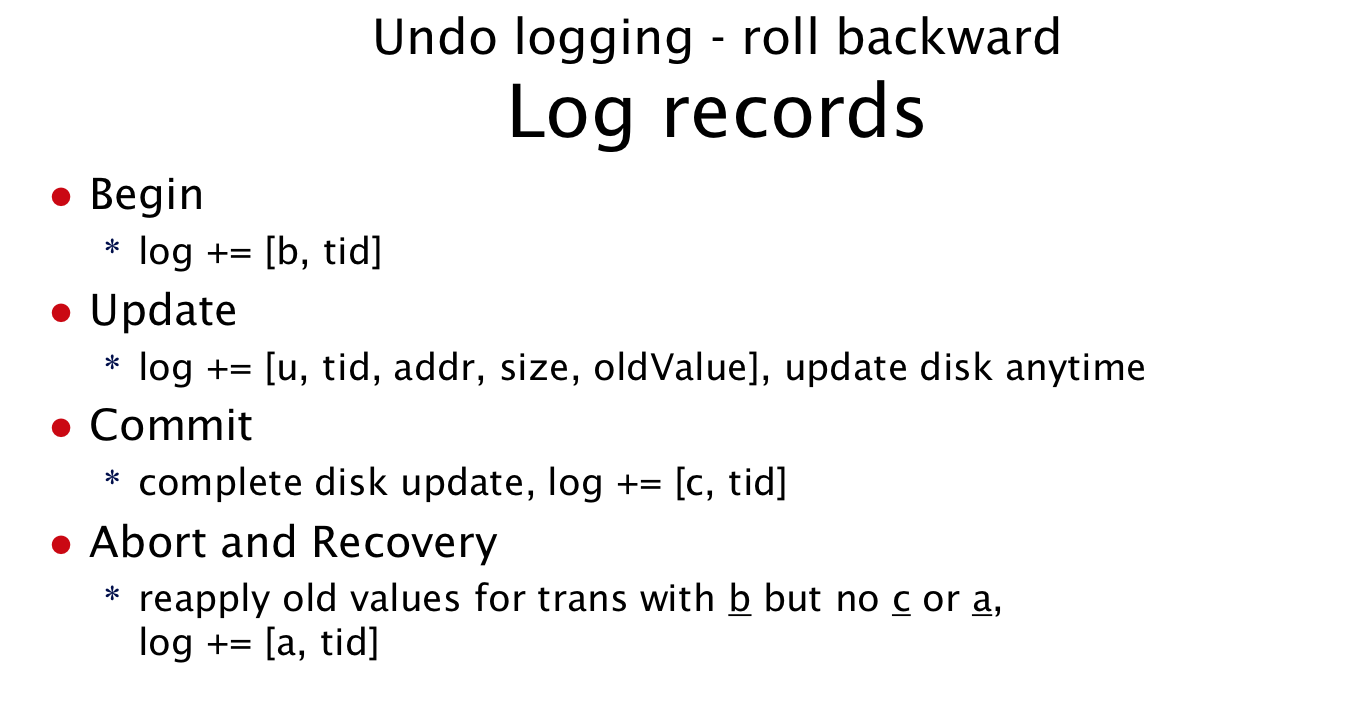 Undo logging - roll backward
Log records
● Begin
* log += [b, tid]
● Update
* log += [u, tid, addr, size, oldValue], update disk anytime
● Commit
* complete disk update, log += [c, tid]
● Abort and Recovery
* reapply old values for trans with b but no c or a,
log += [a, tid]